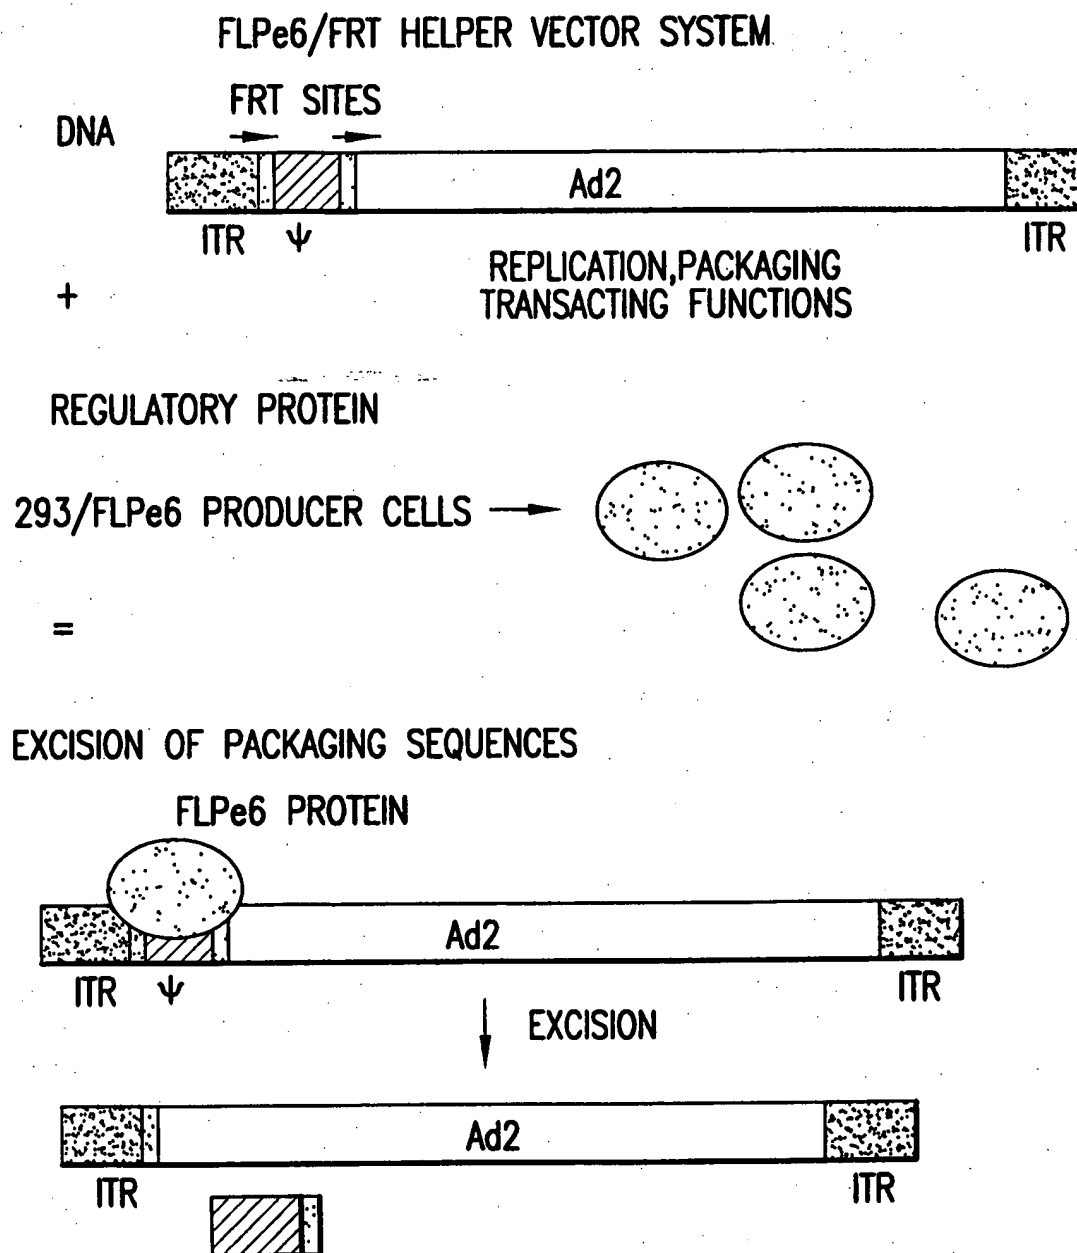 FLPe6/FRT HELPER VECTOR SYSTEM
FRT SITES
DNA
Ad2
ITR
Ψ
ITR
REPLICATION,PACKAGING
TRANSACTING FUNCTIONS
+
REGULATORY PROTEIN
293/FLPe6 PRODUCER CELLS
=
EXCISION OF PACKAGING SEQUENCES
FLPe6 PROTEIN
Ad2
ITR
Ψ
ITR
EXCISION
Ad2
ITR
ITR